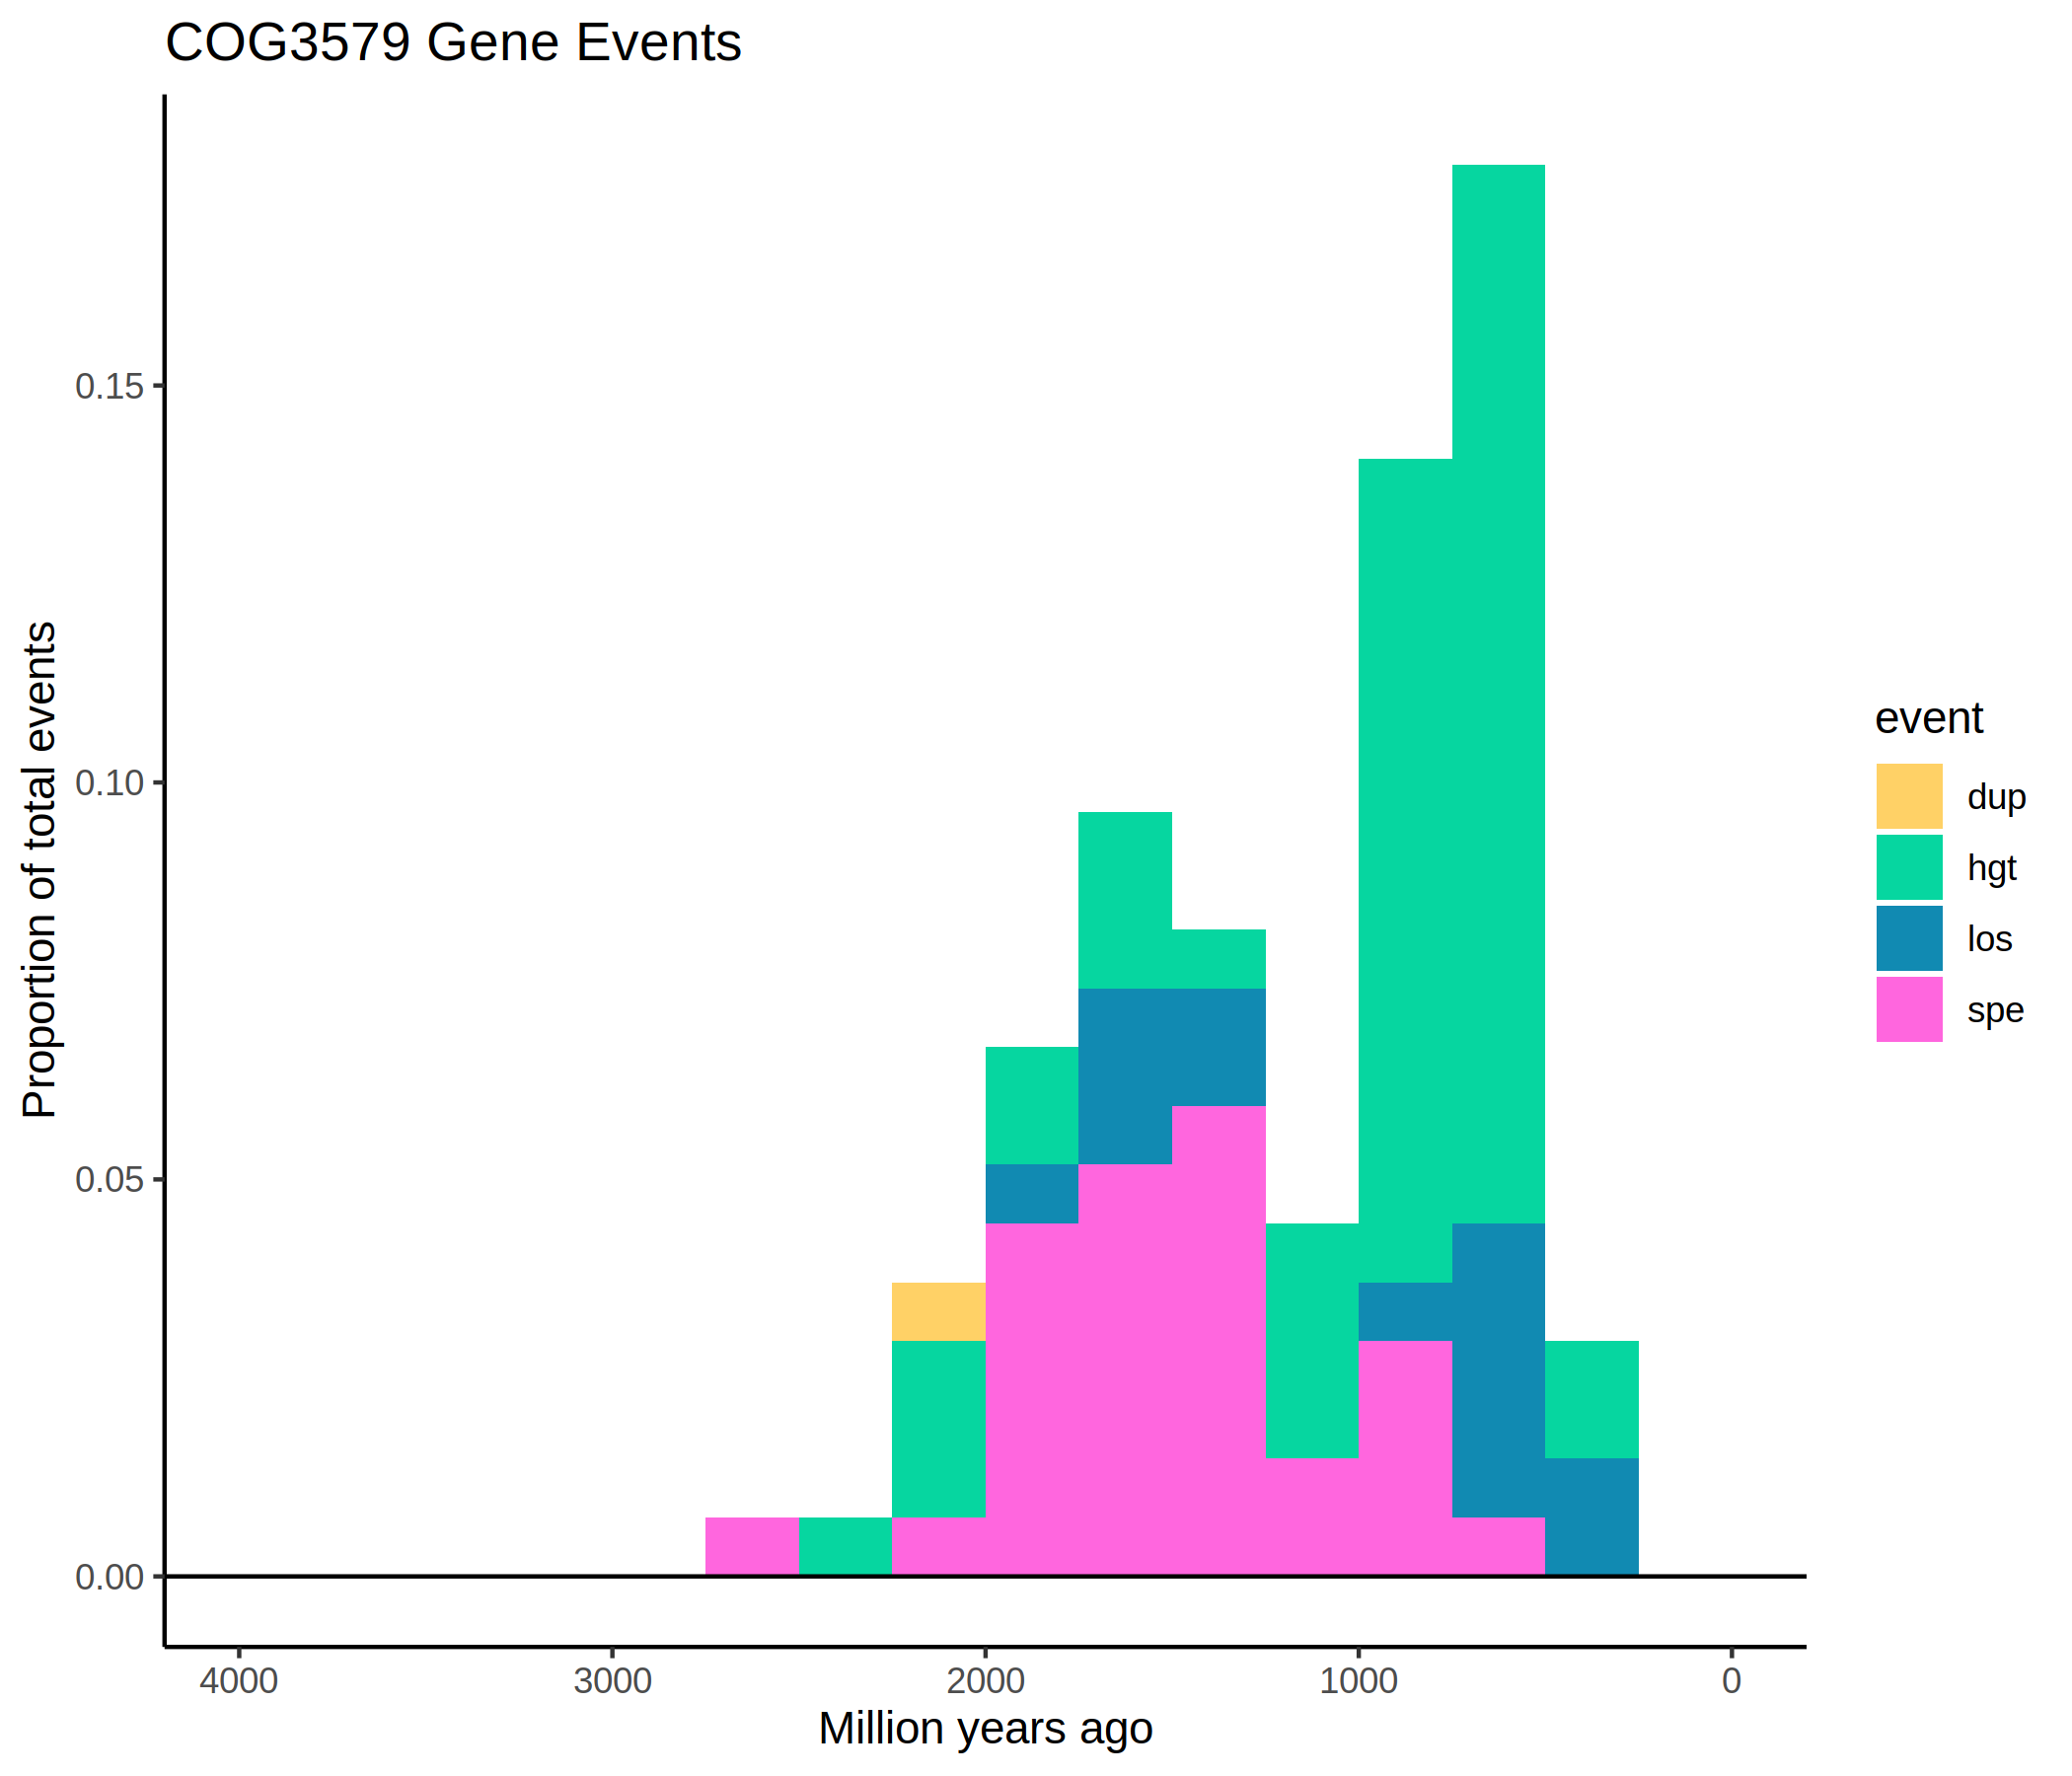 COG3579 Gene Events
Proportion of total events
0.15
0.10
0.05
0.00
4000 3000 2000 1000 0
Million years ago
event
dup
hgt
los
spe